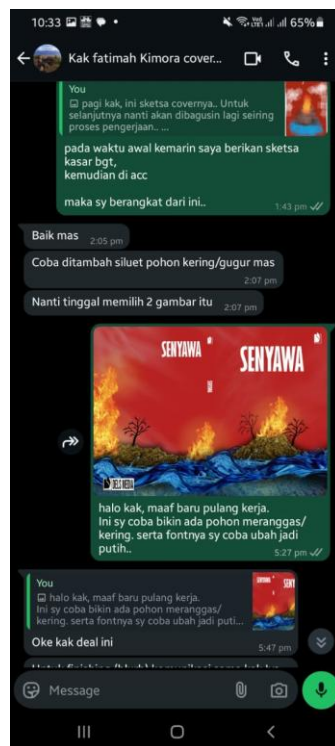 10:33
65%
Kak fatimah Kimora cover...
You
pagi kak, ini sketsa covernya.. Untuk
selanjutnya nanti akan dibagusin lagi seiring
proses pengerjaan.. ...
pada waktu awal kemarin saya berikan sketsa
kasar bgt,
kemudian di acc
maka sy berangkat dari ini..
1:43 pm
Baik mas
2:05 pm
Coba ditambah siluet pohon kering/gugur mas
2:07 pm
Nanti tinggal memilih 2 gambar itu
2:07 pm
SENYAWA
SENYAWA
halo kak, maaf baru pulang kerja.
Ini sy coba bikin ada pohon meranggas/
kering. serta fontnya sy coba ubah jadi
putih..
5:27 pm
You
halo kak, maaf baru pulang kerja.
Ini sy coba bikin ada pohon meranggas/
kering. serta fontnya sy coba ubah jadi puti...
Oke kak deal ini
5:47 pm
Message